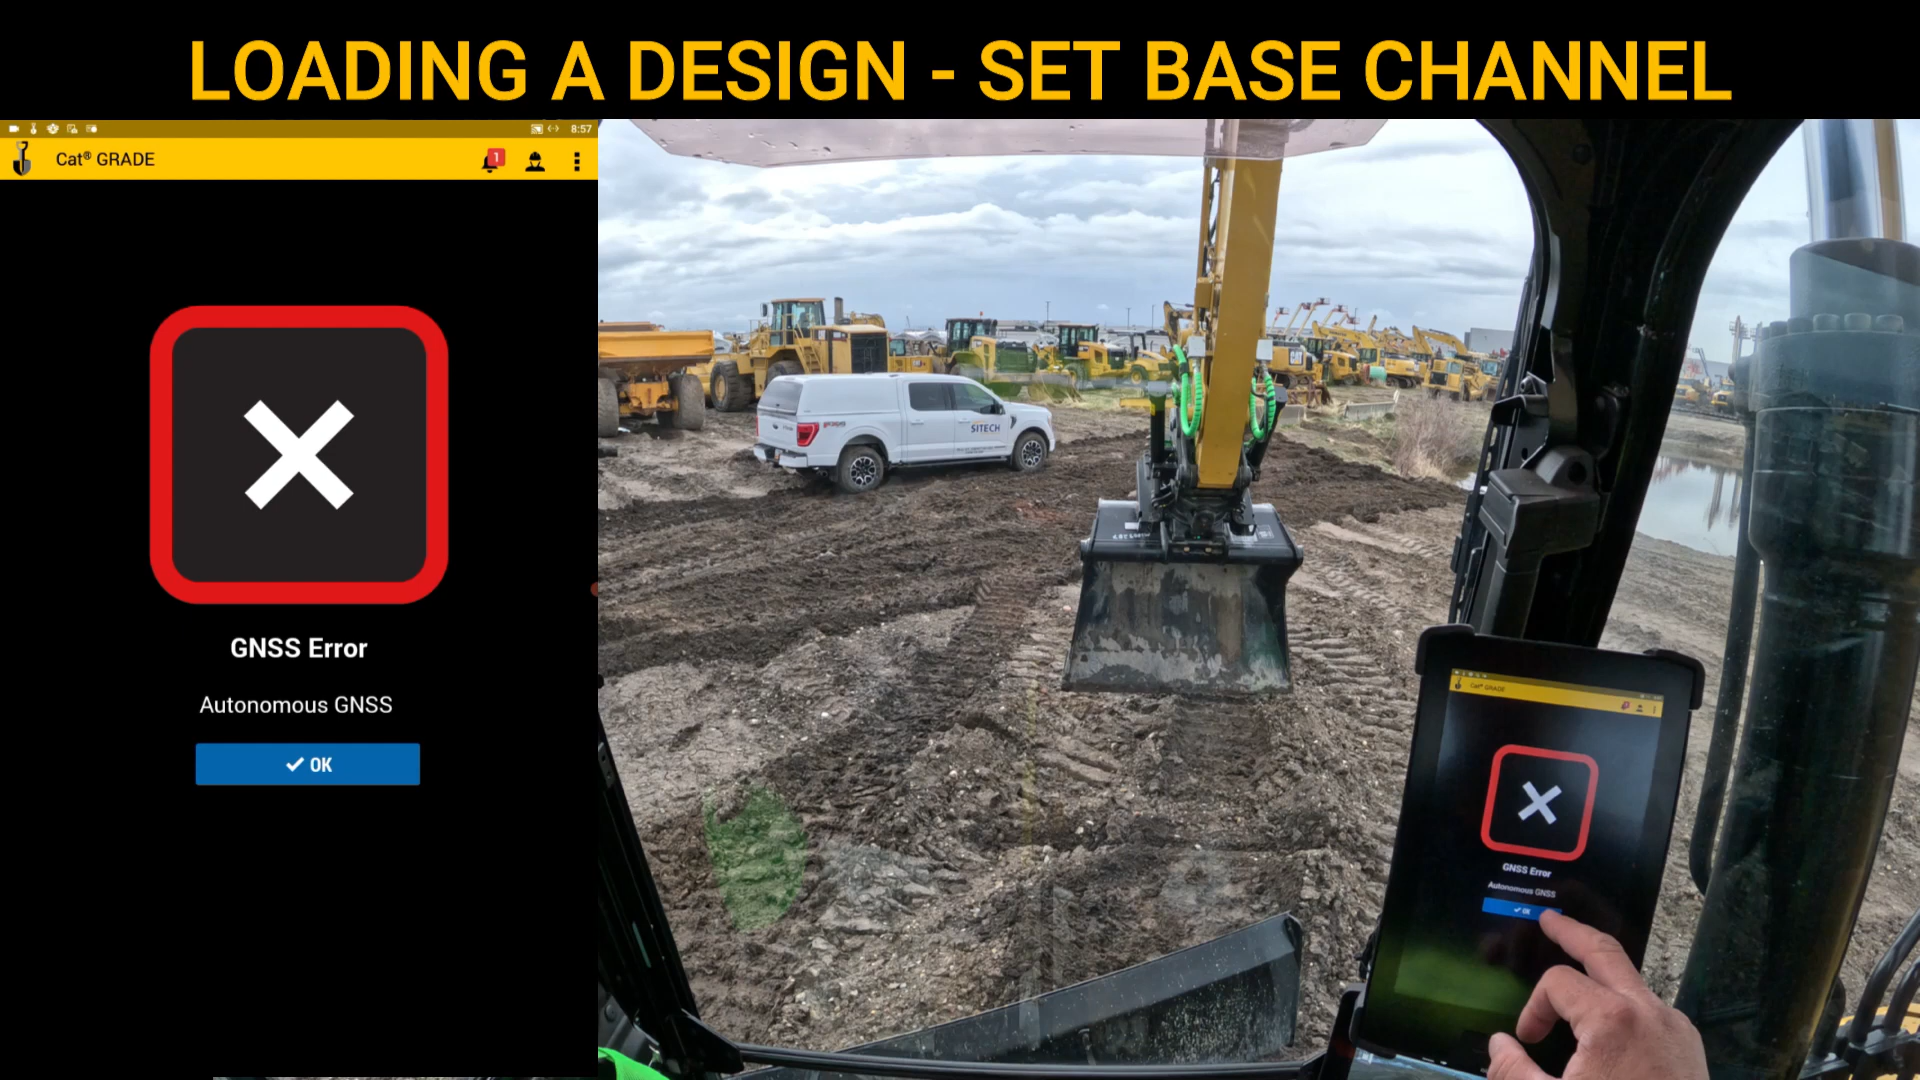 LOADING A DESIGN - SET BASE CHANNEL
8:57
Cat® GRADE
1
GNSS Error
Autonomous GNSS
OK
SITECH
Cat® GRADE
GNSS Error
Autonomous GNSS
OK